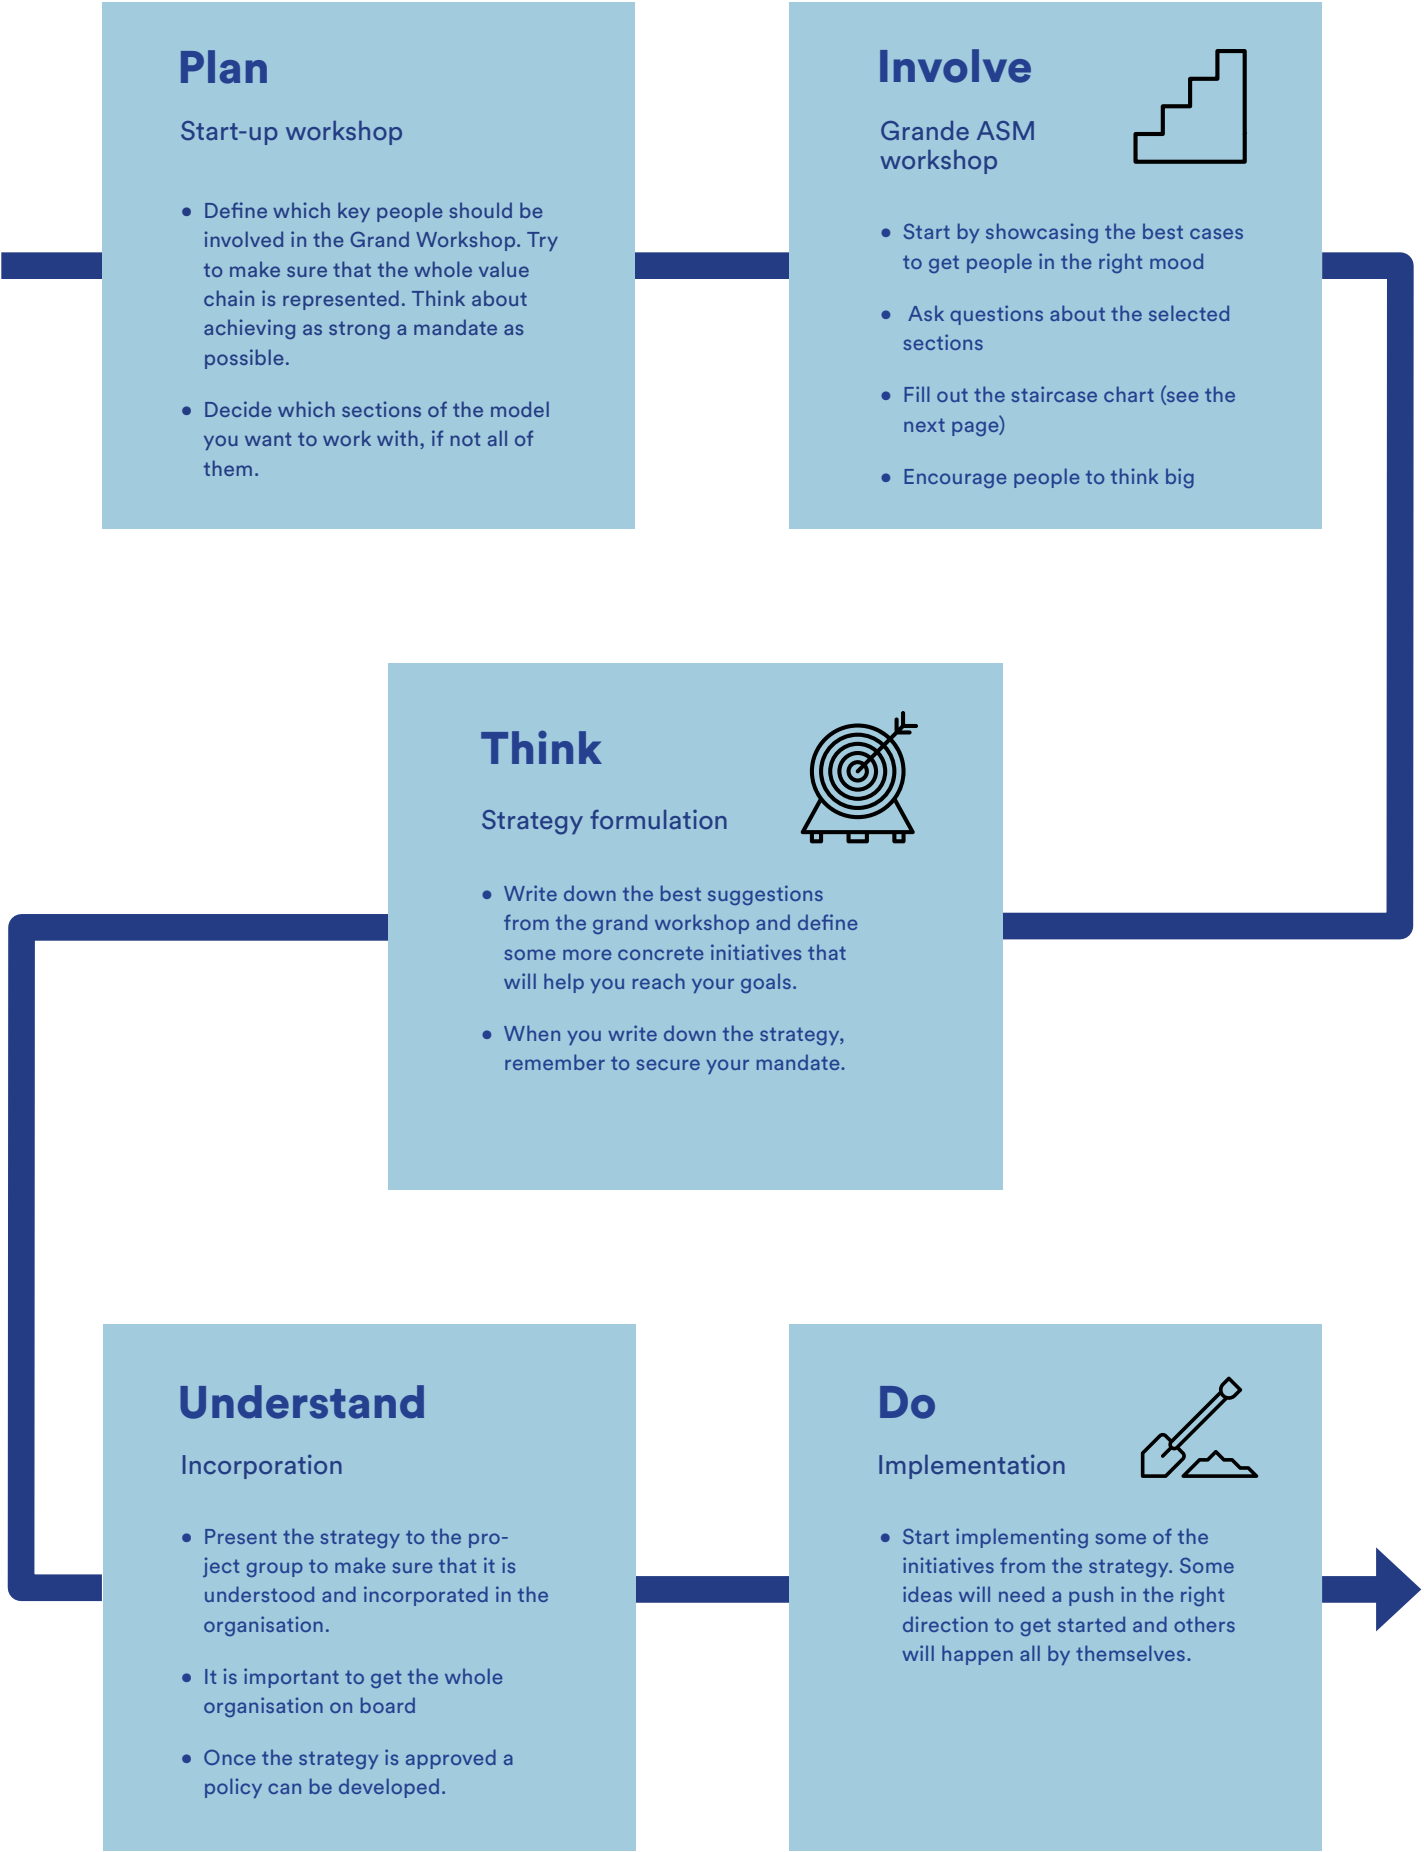 Plan
Start-up workshop
• Define which key people should be
involved in the Grand Workshop. Try
to make sure that the whole value
chain is represented. Think about
achieving as strong a mandate as
possible.
• Decide which sections of the model
you want to work with, if not all of
them.
Involve
Grande ASM
workshop
• Start by showcasing the best cases
to get people in the right mood
• Ask questions about the selected
sections
• Fill out the staircase chart (see the
next page)
• Encourage people to think big
Think
Strategy formulation
• Write down the best suggestions
from the grand workshop and define
some more concrete initiatives that
will help you reach your goals.
• When you write down the strategy,
remember to secure your mandate.
Understand
Incorporation
• Present the strategy to the pro-
ject group to make sure that it is
understood and incorporated in the
organisation.
• It is important to get the whole
organisation on board
• Once the strategy is approved a
policy can be developed.
Do
Implementation
• Start implementing some of the
initiatives from the strategy. Some
ideas will need a push in the right
direction to get started and others
will happen all by themselves.